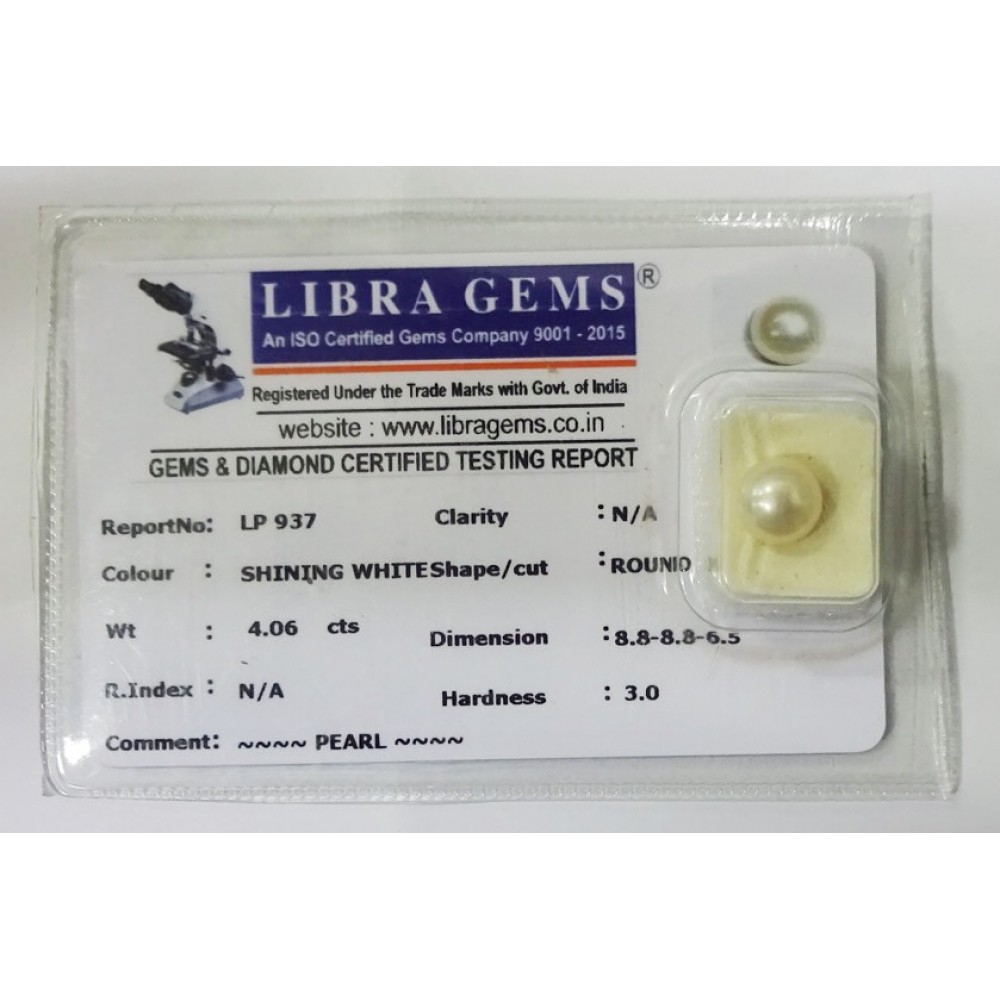 LIBRA GEMS ®
An ISO Certified Gems Company 9001 - 2015
Registered Under the Trade Marks with Govt. of India
website : www.libragems.co.in
GEMS & DIAMOND CERTIFIED TESTING REPORT
ReportNo: LP 937 Clarity : N/A
Colour : SHINING WHITE Shape/cut : ROUND
Wt : 4.06 cts Dimension : 8.8-8.8-6.5
R.Index : N/A Hardness : 3.0
Comment: ~~~~ PEARL ~~~~